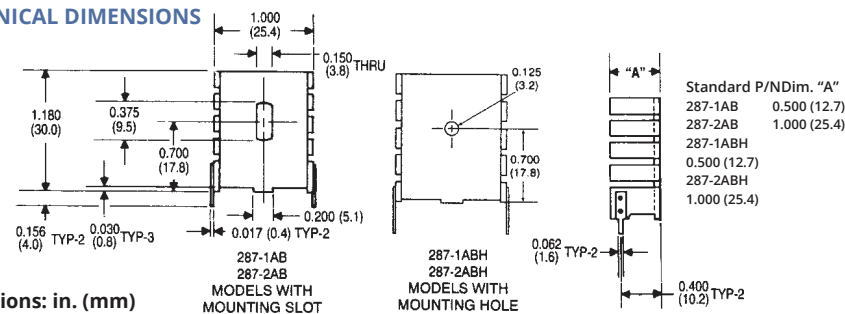 NICAL DIMENSIONS
1.000
(25.4)
0.150 THRU
(3.8)
1.180
(30.0)
0.375
(9.5)
0.700
(17.8)
0.156 TYP-2
(4.0)
0.030 TYP-3
(0.8)
0.200 (5.1)
0.017 (0.4) TYP-2
287-1AB
287-2AB
MODELS WITH
MOUNTING SLOT
0.125
(3.2)
0.700
(17.8)
287-1ABH
287-2ABH
MODELS WITH
MOUNTING HOLE
"A"
0.062 TYP-2
(1.6)
0.400 TYP-2
(10.2)
Standard P/NDim. "A"
287-1AB 0.500 (12.7)
287-2AB 1.000 (25.4)
287-1ABH
0.500 (12.7)
287-2ABH
1.000 (25.4)
ions: in. (mm)